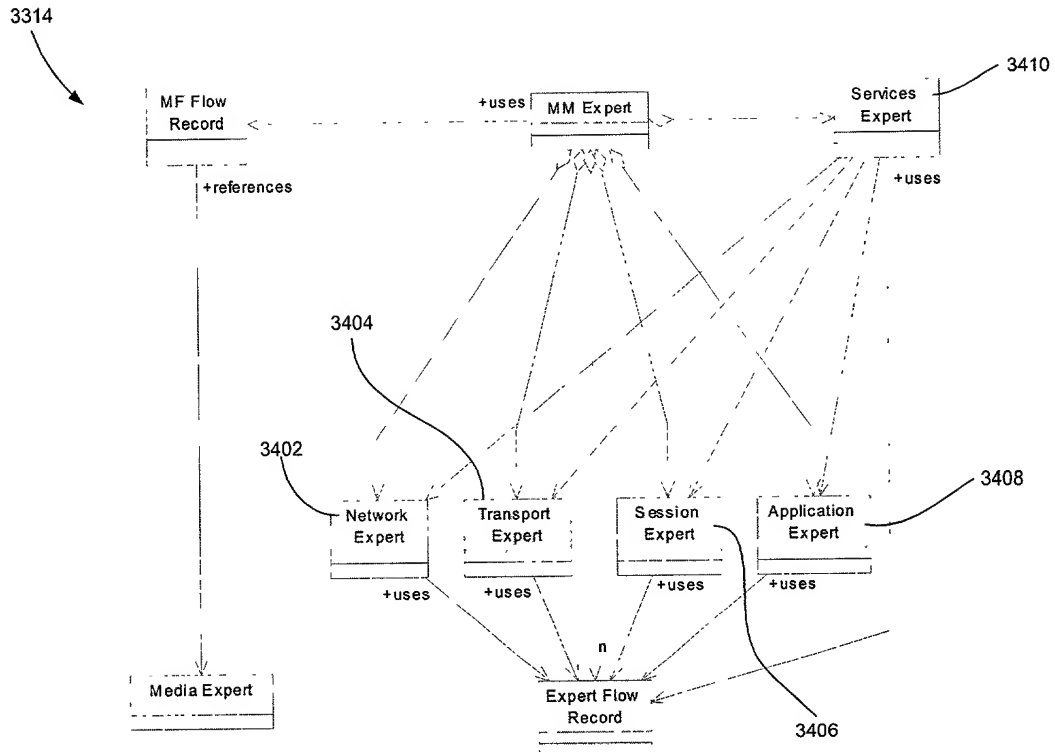 3314
3410
MF Flow
Record
+uses
MM Expert
Services
Expert
+references
+uses
3404
3402
3408
Network
Expert
Transport
Expert
Session
Expert
Application
Expert
+uses
+uses
+uses
+uses
n
Media Expert
Expert Flow
Record
3406